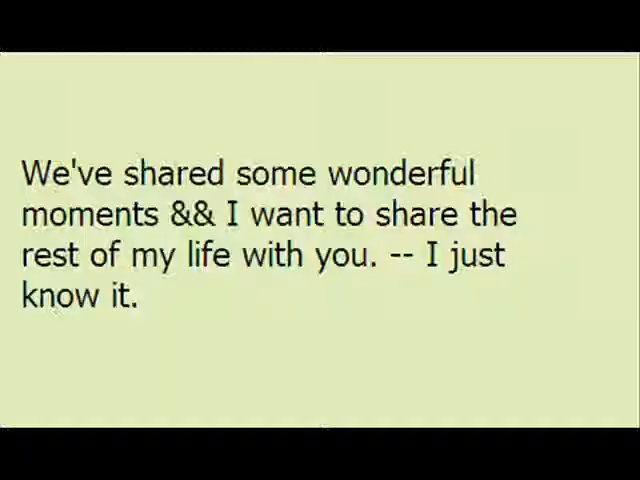 We've shared some wonderful
moments && I want to share the
rest of my life with you. -- I just
know it.